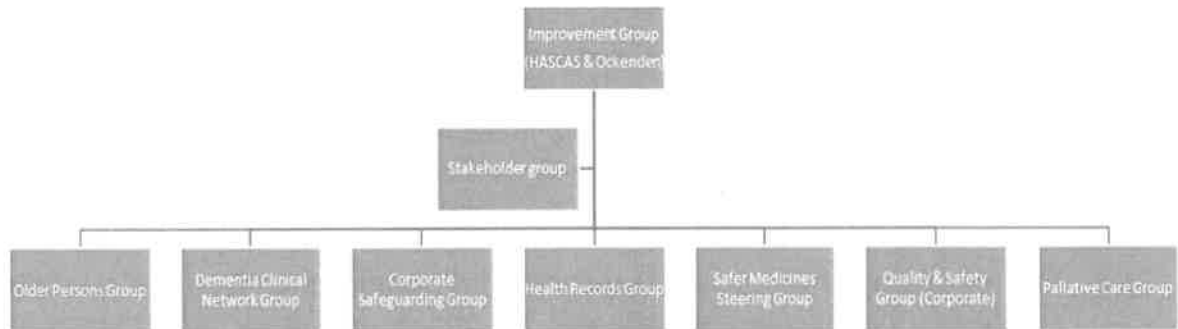 Improvement Group
(HASCAS & Ockenden)
Stakeholder group
Older Persons Group
Dementia Clinical
Network Group
Corporate
Safeguarding Group
Health Records Group
Safer Medicines
Steering Group
Quality & Safety
Group (Corporate)
Pallative Care Group